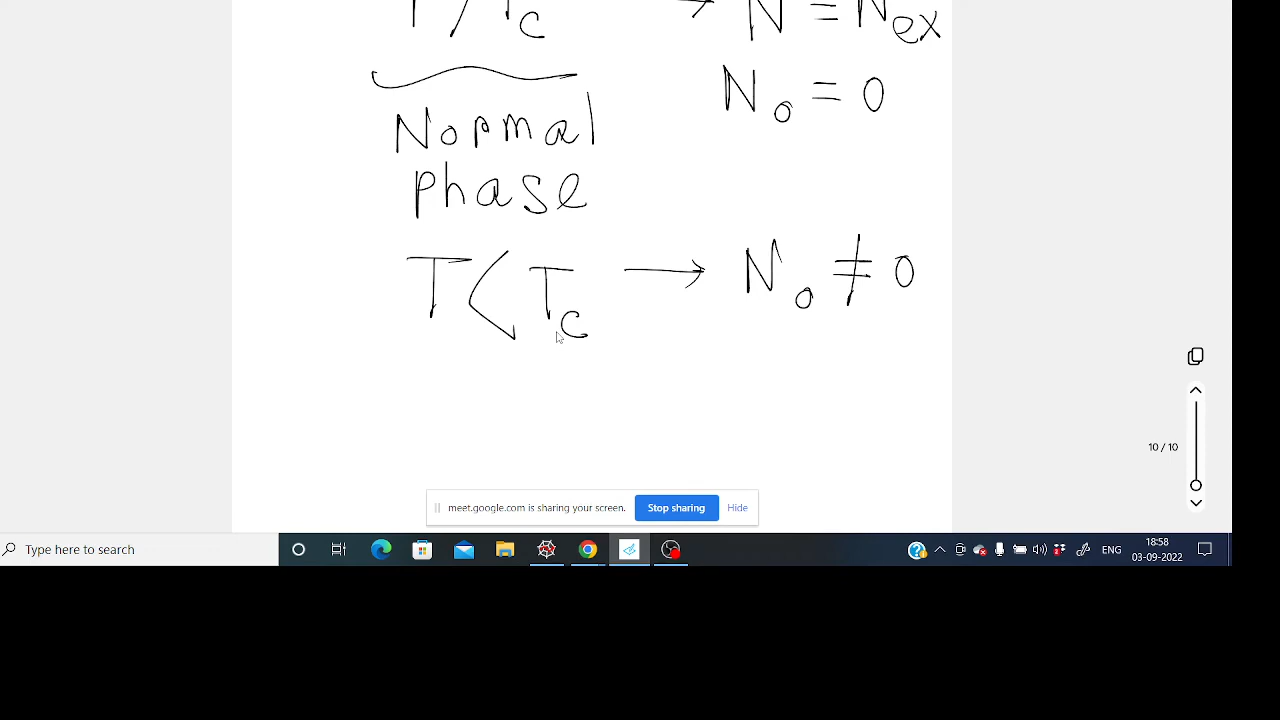 T > Tc → N = Nex
N₀ = 0
Normal
phase
T < Tc → N₀ ≠ 0
10 / 10
meet.google.com is sharing your screen. Stop sharing Hide
Type here to search
ENG
18:58
03-09-2022